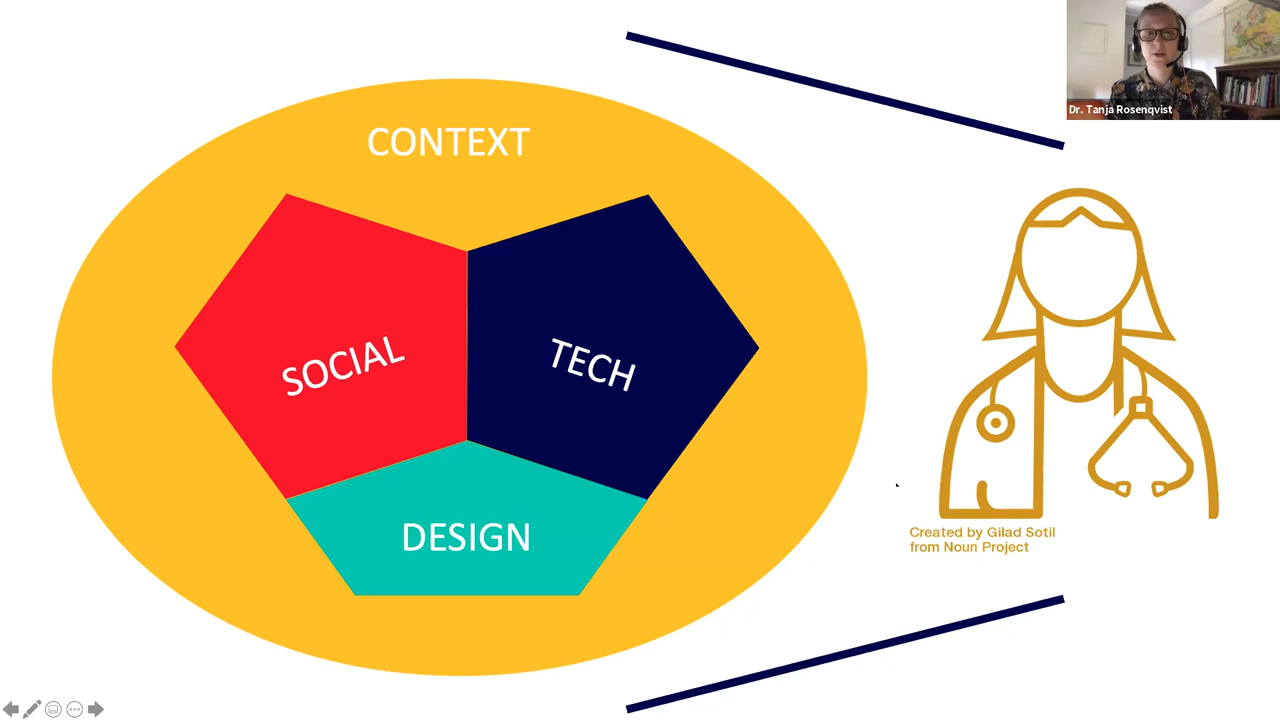 Dr. Tanja Rosenqvist
CONTEXT
SOCIAL
TECH
DESIGN
Created by Gilad Sotil
from Noun Project